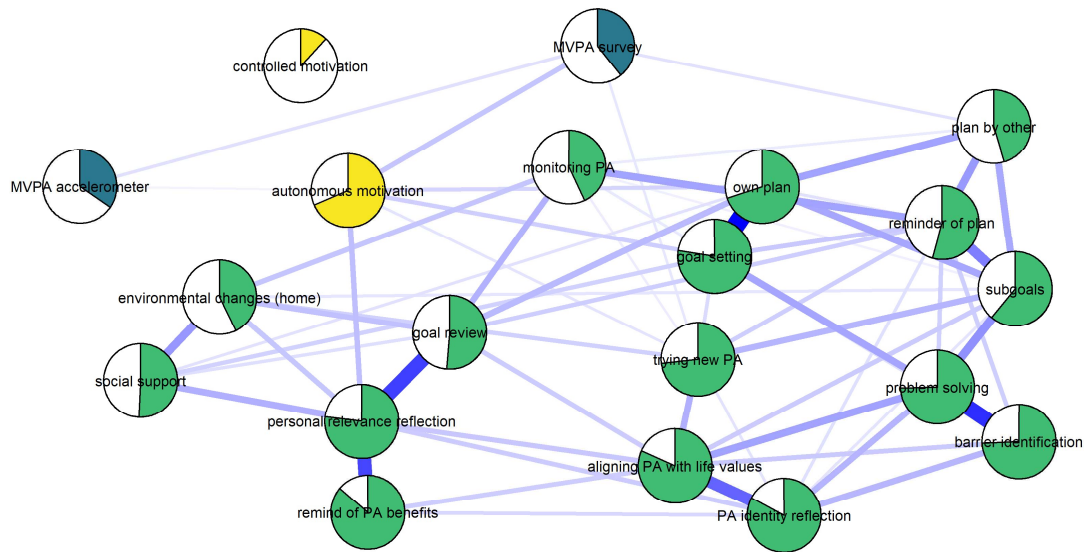 MVPA survey
controlled motivation
plan by other
monitoring PA
MVPA accelerometer
autonomous motivation
own plan
reminder of plan
goal setting
subgoals
environmental changes (home)
goal review
trying new PA
social support
problem solving
personal relevance reflection
barrier identification
aligning PA with life values
remind of PA benefits
PA identity reflection